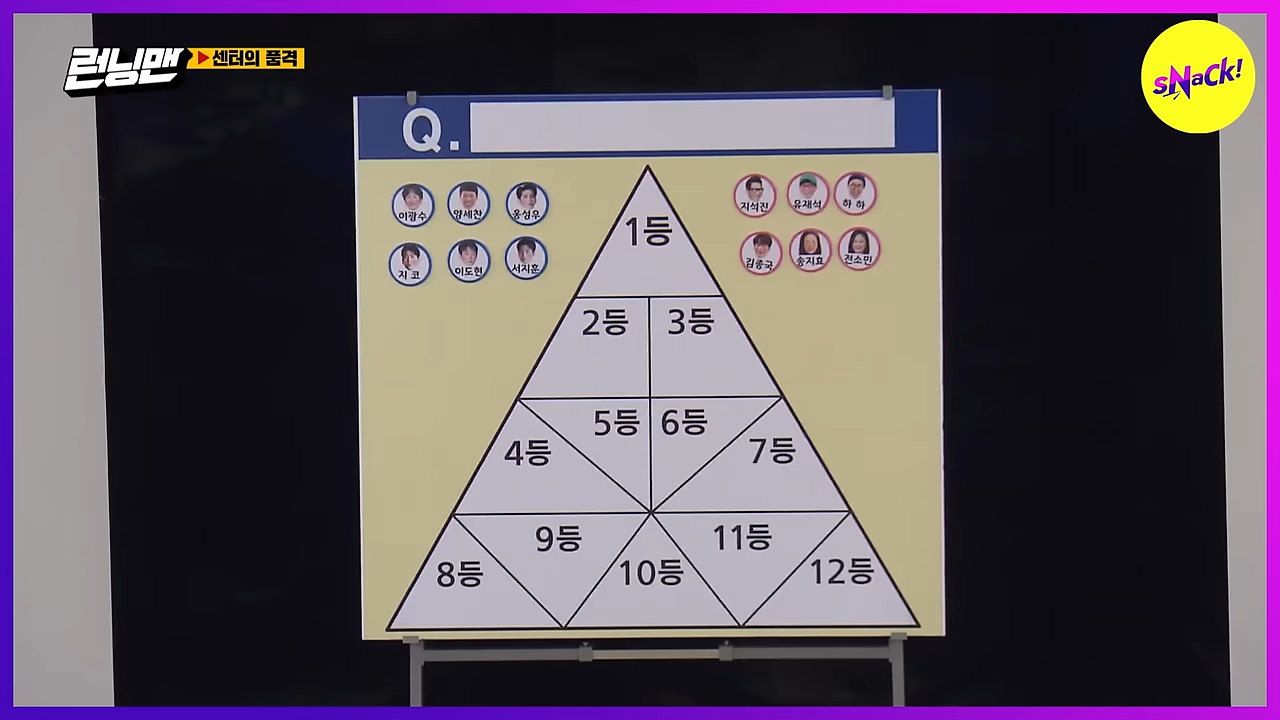 런닝맨
센터의 품격
sNaCK!
Q.
이광수 양세찬 옹성우
지 코 이도현 서지훈
지석진 유재석 하 하
김종국 송지효 전소민
1등
2등 3등
4등 5등 6등 7등
8등 9등 10등 11등 12등